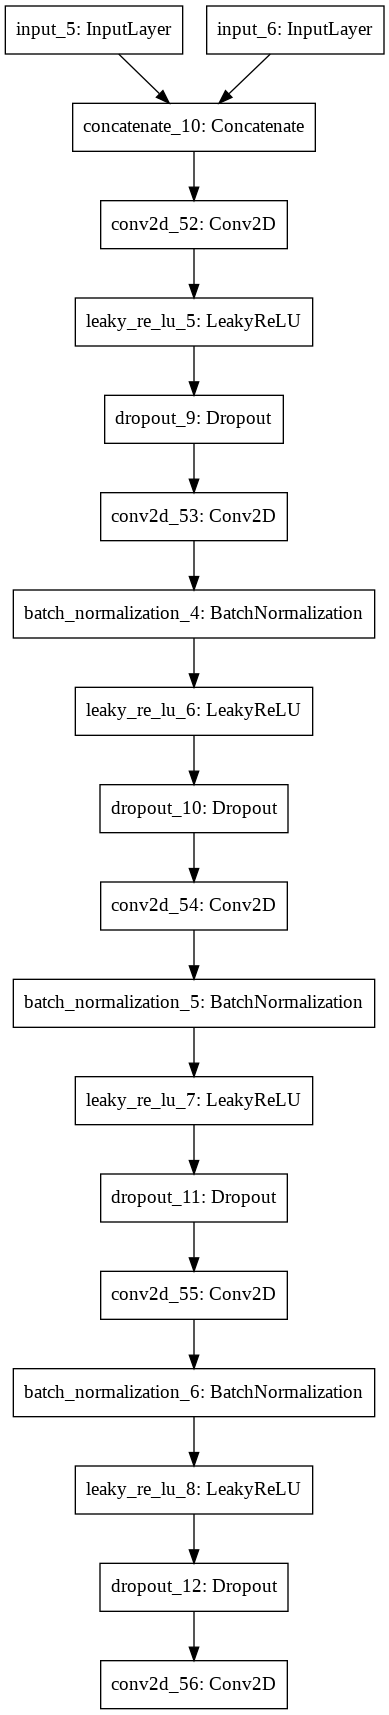 input_5: InputLayer
input_6: InputLayer
concatenate_10: Concatenate
conv2d_52: Conv2D
leaky_re_lu_5: LeakyReLU
dropout_9: Dropout
conv2d_53: Conv2D
batch_normalization_4: BatchNormalization
leaky_re_lu_6: LeakyReLU
dropout_10: Dropout
conv2d_54: Conv2D
batch_normalization_5: BatchNormalization
leaky_re_lu_7: LeakyReLU
dropout_11: Dropout
conv2d_55: Conv2D
batch_normalization_6: BatchNormalization
leaky_re_lu_8: LeakyReLU
dropout_12: Dropout
conv2d_56: Conv2D